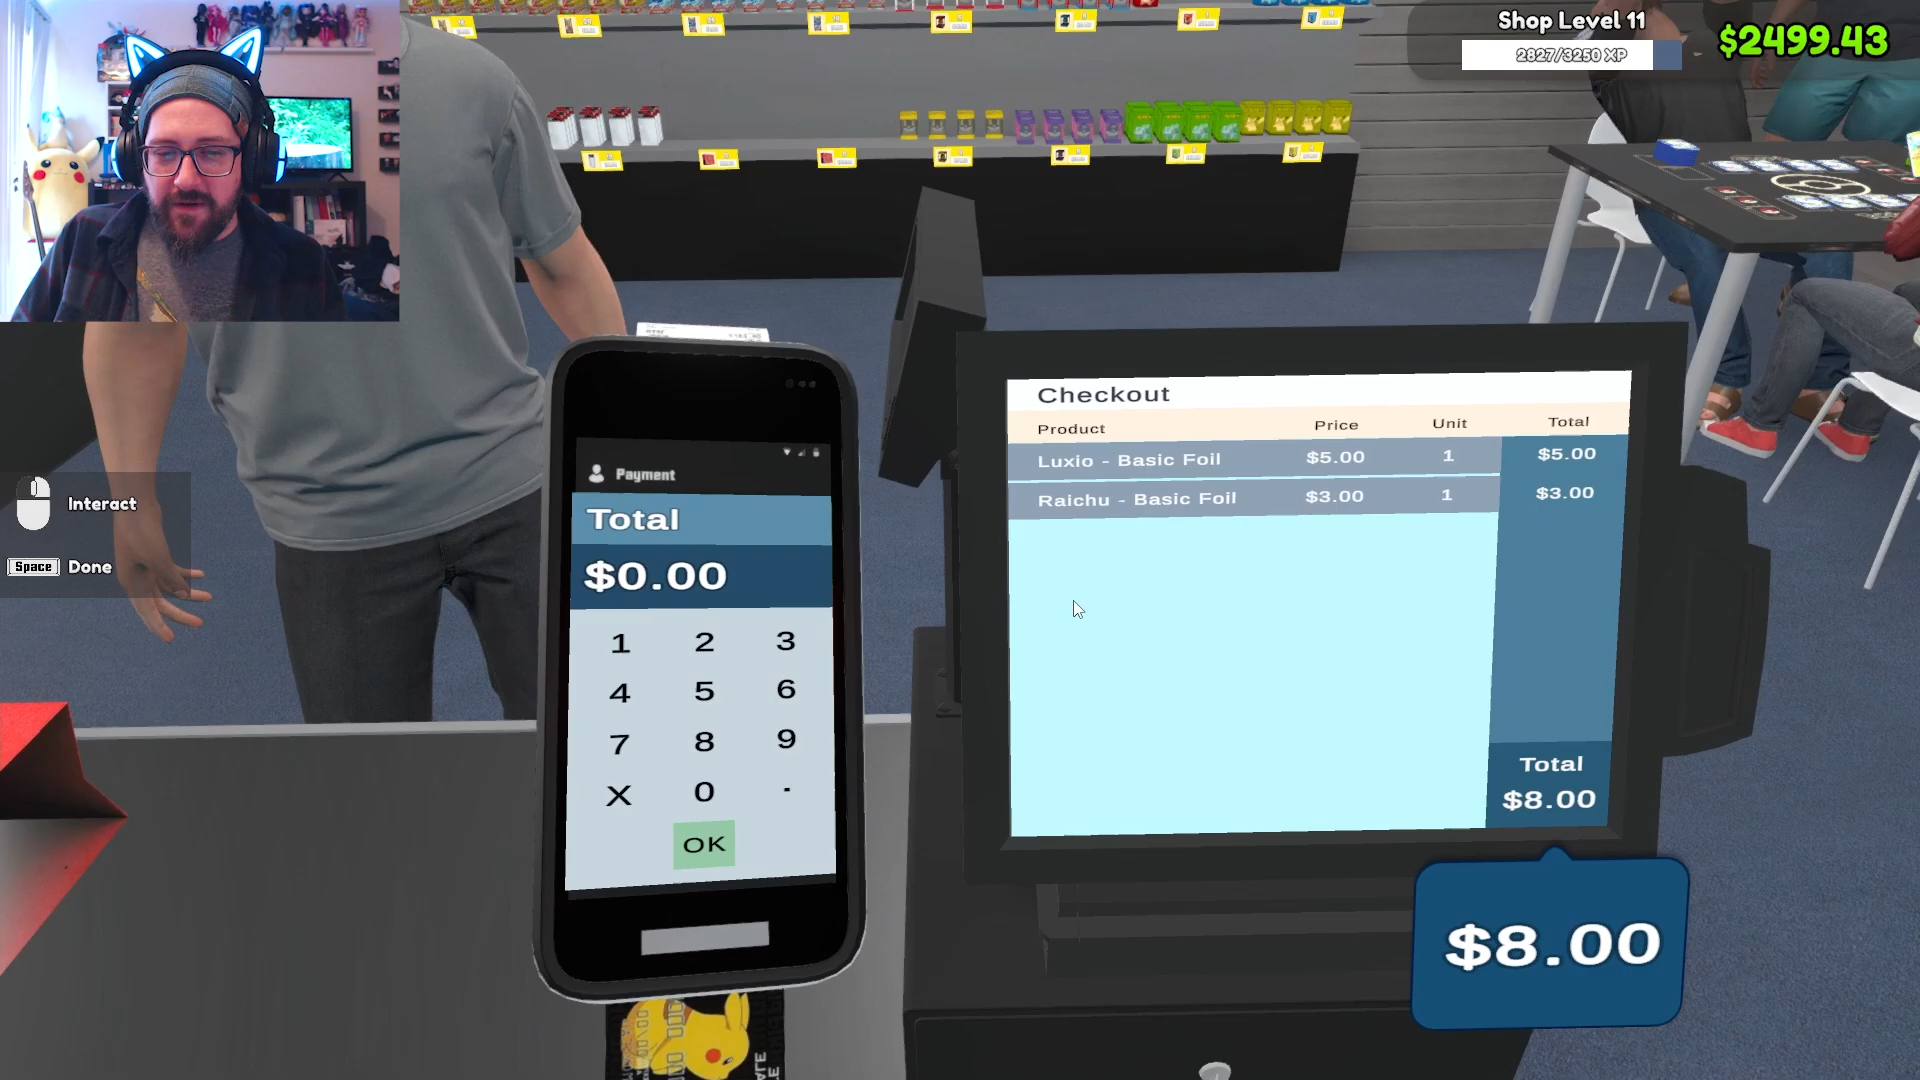 Shop Level 11
2827/3250 XP
$2499.43
Interact
Space Done
Payment
Total
$0.00
1 2 3
4 5 6
7 8 9
X 0 .
OK
Checkout
Product Price Unit Total
Luxio - Basic Foil $5.00 1 $5.00
Raichu - Basic Foil $3.00 1 $3.00
Total
$8.00
$8.00